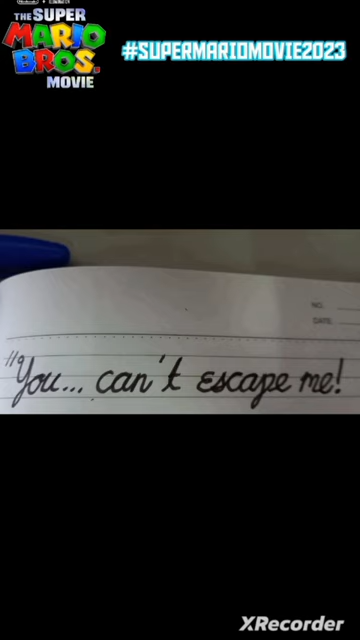 THE SUPER
MARIO
BROS.
MOVIE
#SUPERMARIOMOVIE2023
NO.
DATE
"You... can't escape me!
XRecorder